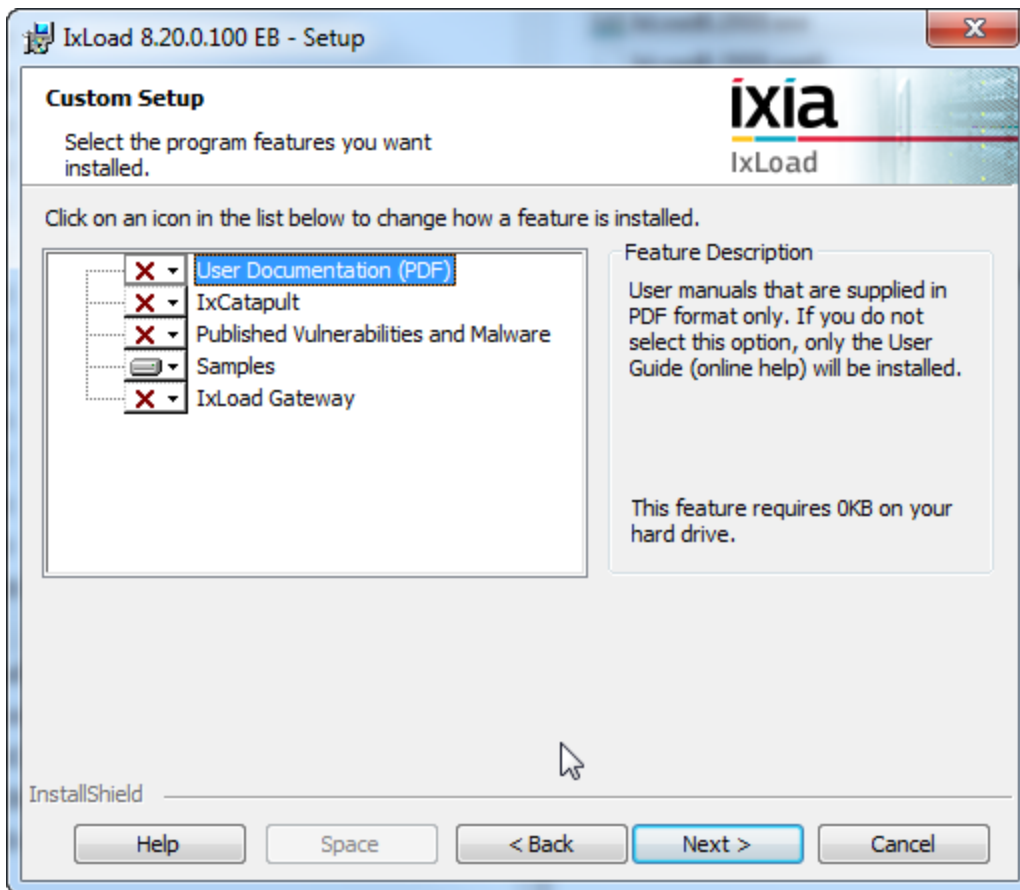 IxLoad 8.20.0.100 EB - Setup
Custom Setup
Select the program features you want
installed.
ixia
IxLoad
Click on an icon in the list below to change how a feature is installed.
User Documentation (PDF)
IxCatapult
Published Vulnerabilities and Malware
Samples
IxLoad Gateway
Feature Description
User manuals that are supplied in
PDF format only. If you do not
select this option, only the User
Guide (online help) will be installed.
This feature requires 0KB on your
hard drive.
InstallShield
Help
Space
< Back
Next >
Cancel